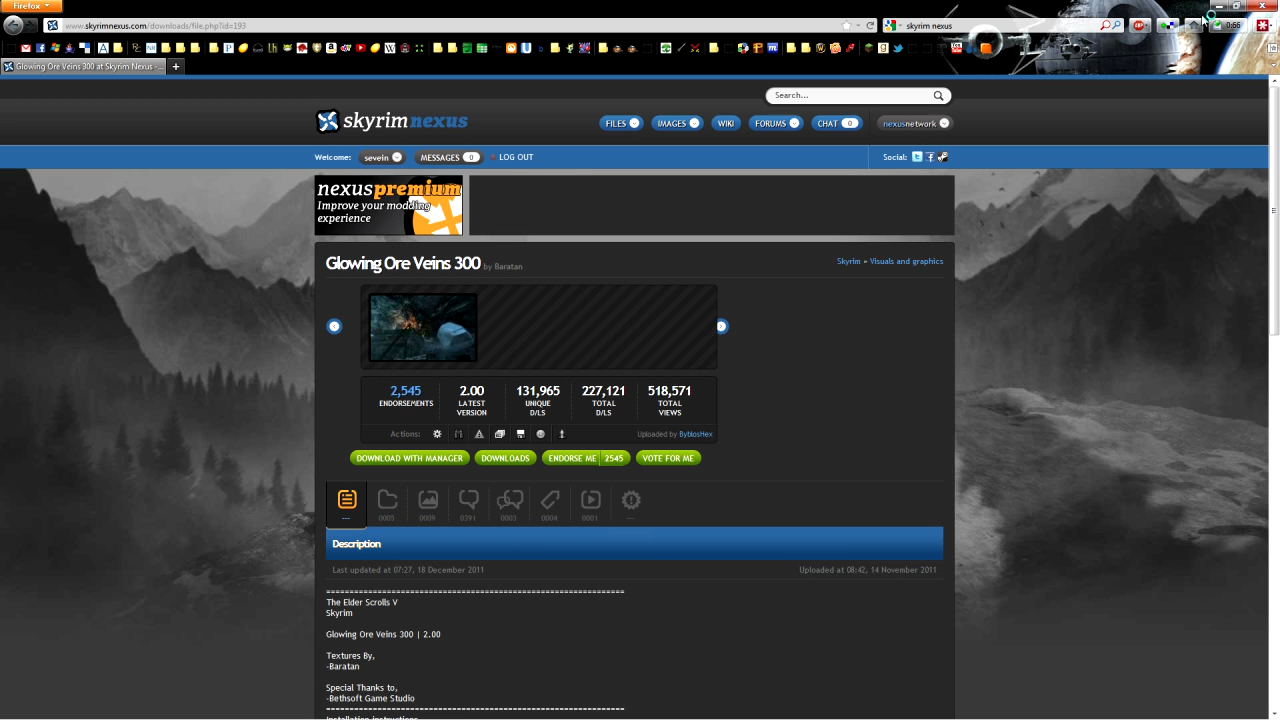 Firefox
www.skyrimnexus.com/downloads/file.php?id=193
skyrim nexus
0:66
Glowing Ore Veins 300 at Skyrim Nexus -...
Search...
skyrim nexus
FILES
IMAGES
WIKI
FORUMS
CHAT 0
nexusnetwork
Welcome: sevein MESSAGES 0 LOG OUT
Social:
nexuspremium
Improve your modding
experience
Glowing Ore Veins 300 by Baratan
Skyrim » Visuals and graphics
2,545 2.00 131,965 227,121 518,571
ENDORSEMENTS LATEST UNIQUE TOTAL TOTAL
VERSION D/LS D/LS VIEWS
Actions:
Uploaded by ByblosHex
DOWNLOAD WITH MANAGER DOWNLOADS ENDORSE ME 2545 VOTE FOR ME
--- 0005 0009 0391 0003 0004 0001 ---
Description
Last updated at 07:27, 18 December 2011
Uploaded at 08:42, 14 November 2011
The Elder Scrolls V
Skyrim
Glowing Ore Veins 300 | 2.00
Textures By,
-Baratan
Special Thanks to,
-Bethsoft Game Studio
Installation instructions